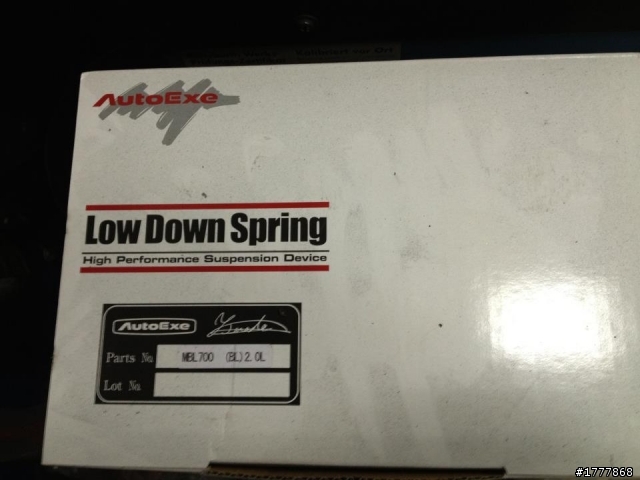 AutoExe
Low Down Spring
High Performance Suspension Device
AutoExe
Parts No MBL700 (BL)2.0L
Lot No
#1777868